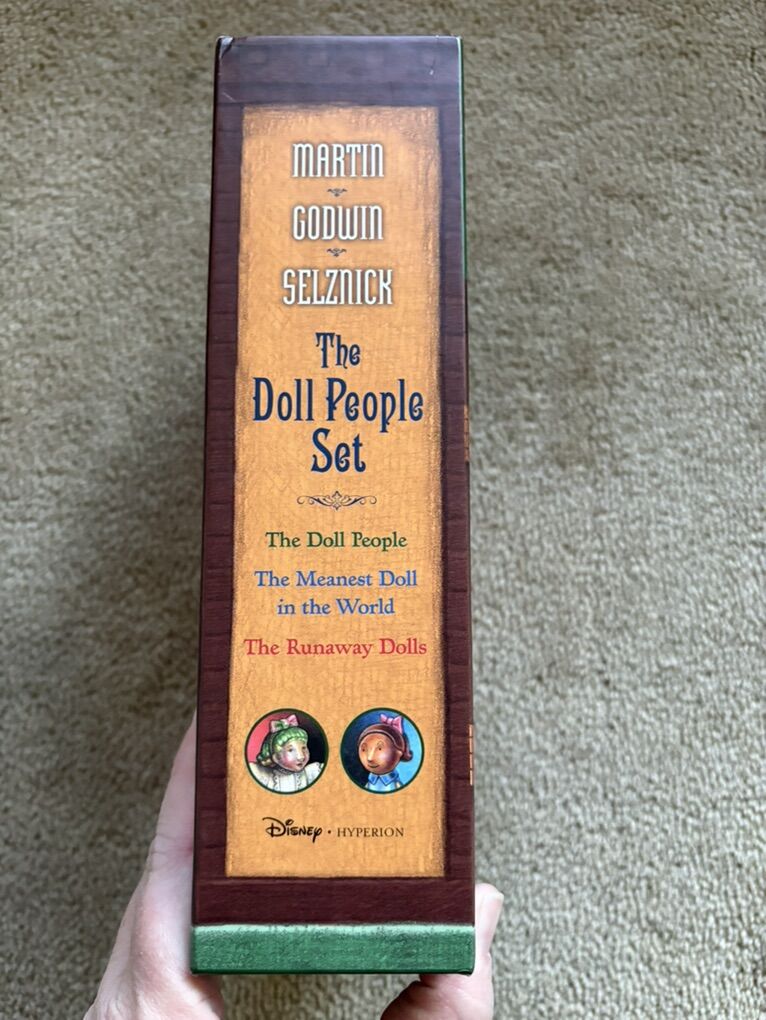 MARTIN
GODWIN
SELZNICK
The
Doll People
Set
The Doll People
The Meanest Doll
in the World
The Runaway Dolls
Disney • HYPERION